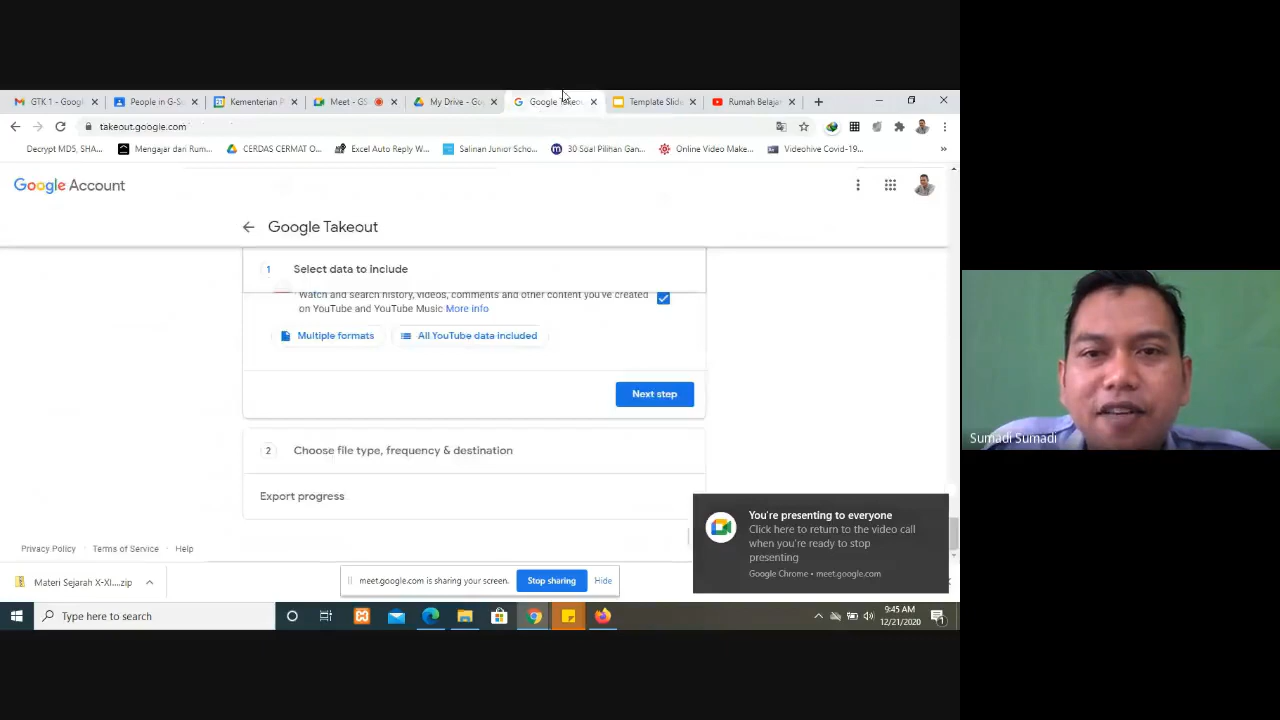 GTK 1 - Goog
People in G-S
Kementerian P
Meet - GS
My Drive - Go
Google Takeou
Template Slide
Rumah Belajar
takeout.google.com
Decrypt MD5, SHA...
Mengajar dari Rum...
CERDAS CERMAT O...
Excel Auto Reply W...
Salinan Junior Scho...
30 Soal Pilihan Gan...
Online Video Make...
Videohive Covid-19...
»
Google Account
Google Takeout
1 Select data to include
Watch and search history, videos, comments and other content you've created
on YouTube and YouTube Music More info
Multiple formats
All YouTube data included
Next step
2 Choose file type, frequency & destination
Export progress
Privacy Policy
Terms of Service
Help
You're presenting to everyone
Click here to return to the video call
when you're ready to stop
presenting
Google Chrome • meet.google.com
Materi Sejarah X-XI....zip
meet.google.com is sharing your screen.
Stop sharing
Hide
Type here to search
9:45 AM
12/21/2020
1
Sumadi Sumadi